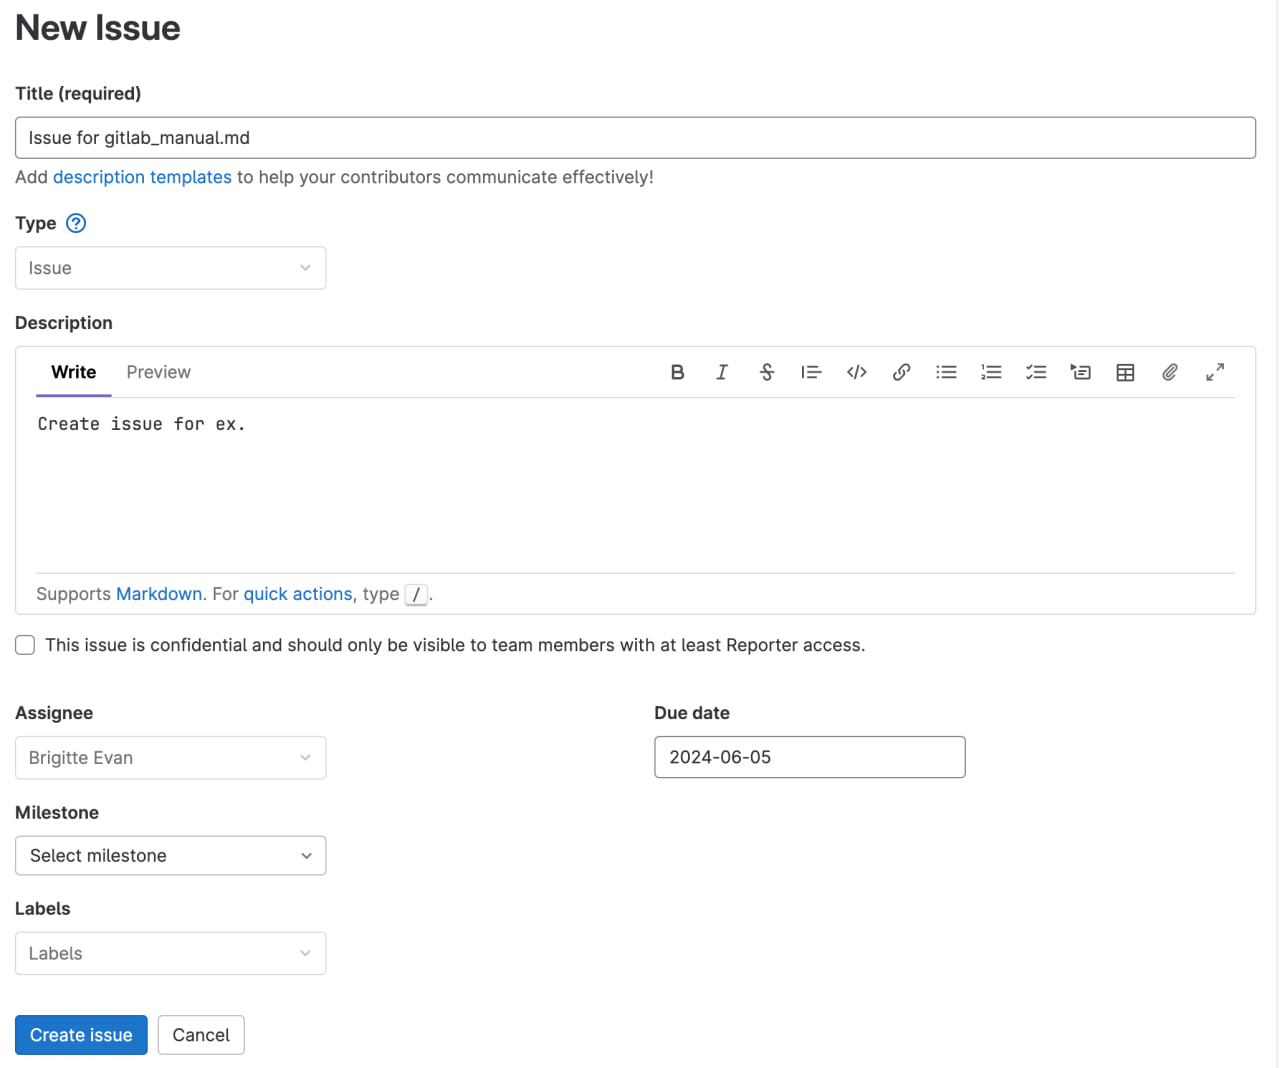 New Issue
Title (required)
Issue for gitlab_manual.md
Add description templates to help your contributors communicate effectively!
Type ?
Issue
Description
Write Preview
Create issue for ex.
Supports Markdown. For quick actions, type /.
This issue is confidential and should only be visible to team members with at least Reporter access.
Assignee Due date
Brigitte Evan 2024-06-05
Milestone
Select milestone
Labels
Labels
Create issue Cancel